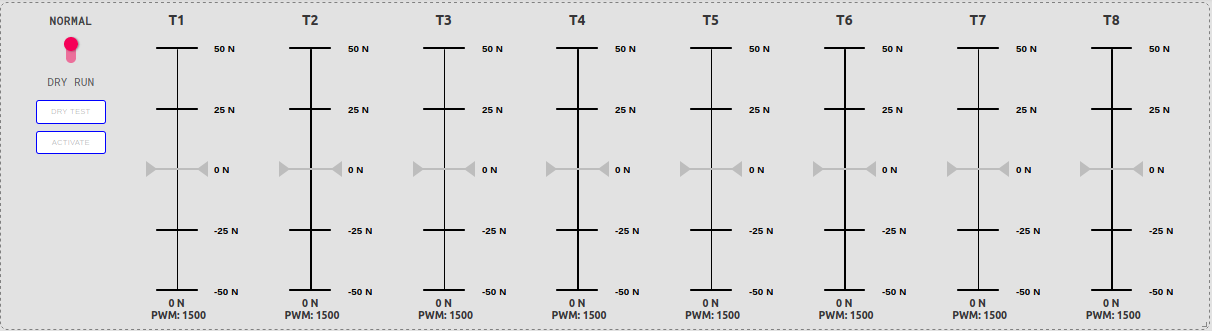 NORMAL T1 T2 T3 T4 T5 T6 T7 T8
50 N 50 N 50 N 50 N 50 N 50 N 50 N 50 N
DRY RUN
DRY TEST 25 N 25 N 25 N 25 N 25 N 25 N 25 N 25 N
ACTIVATE
0 N 0 N 0 N 0 N 0 N 0 N 0 N 0 N
-25 N -25 N -25 N -25 N -25 N -25 N -25 N -25 N
-50 N -50 N -50 N -50 N -50 N -50 N -50 N -50 N
0 N 0 N 0 N 0 N 0 N 0 N 0 N 0 N
PWM: 1500 PWM: 1500 PWM: 1500 PWM: 1500 PWM: 1500 PWM: 1500 PWM: 1500 PWM: 1500